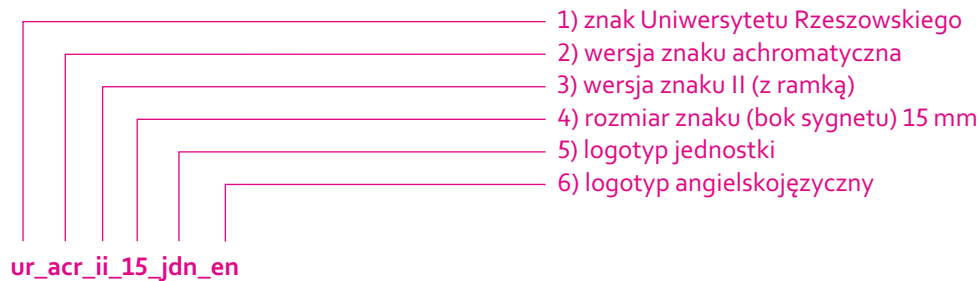 1) znak Uniwersytetu Rzeszowskiego
2) wersja znaku achromatyczna
3) wersja znaku II (z ramką)
4) rozmiar znaku (bok sygnetu) 15 mm
5) logotyp jednostki
6) logotyp angielskojęzyczny
ur_acr_ii_15_jdn_en